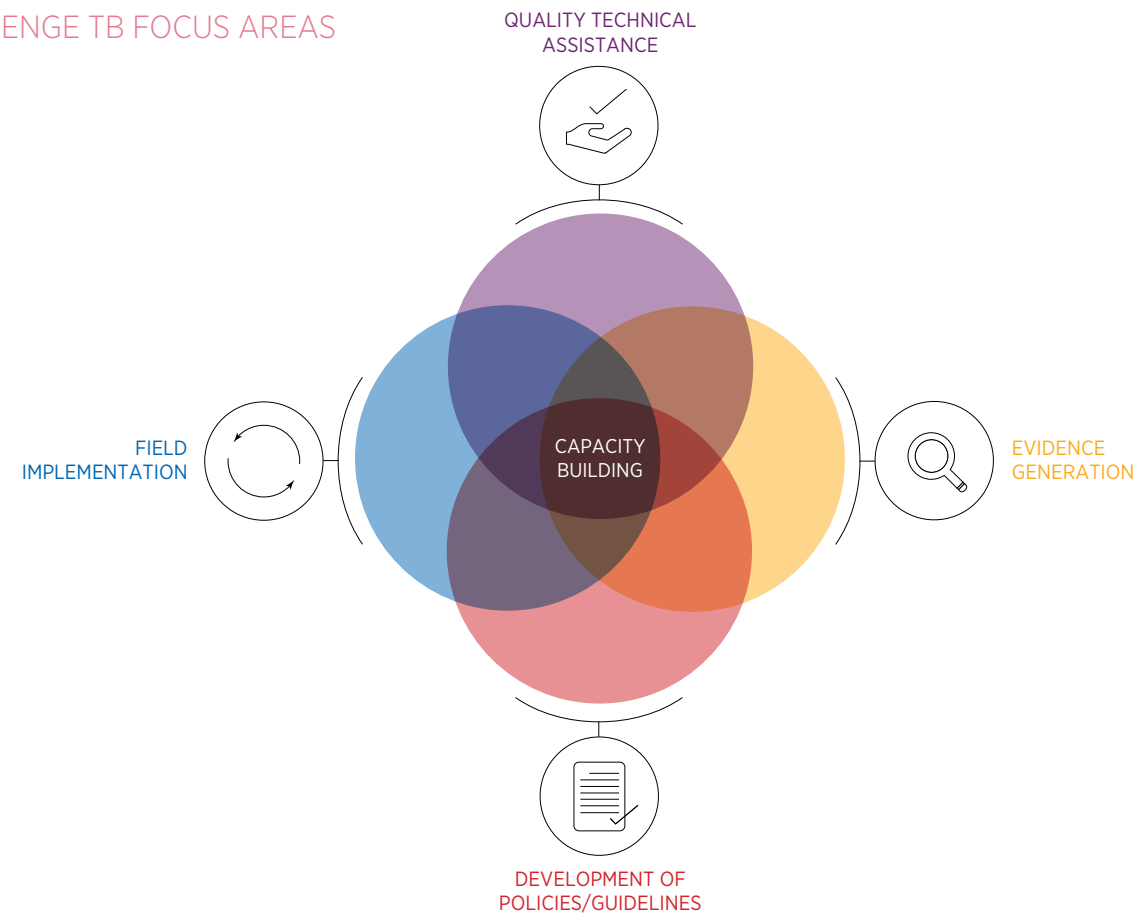 ENGE TB FOCUS AREAS
QUALITY TECHNICAL
ASSISTANCE
FIELD
IMPLEMENTATION
CAPACITY
BUILDING
EVIDENCE
GENERATION
DEVELOPMENT OF
POLICIES/GUIDELINES